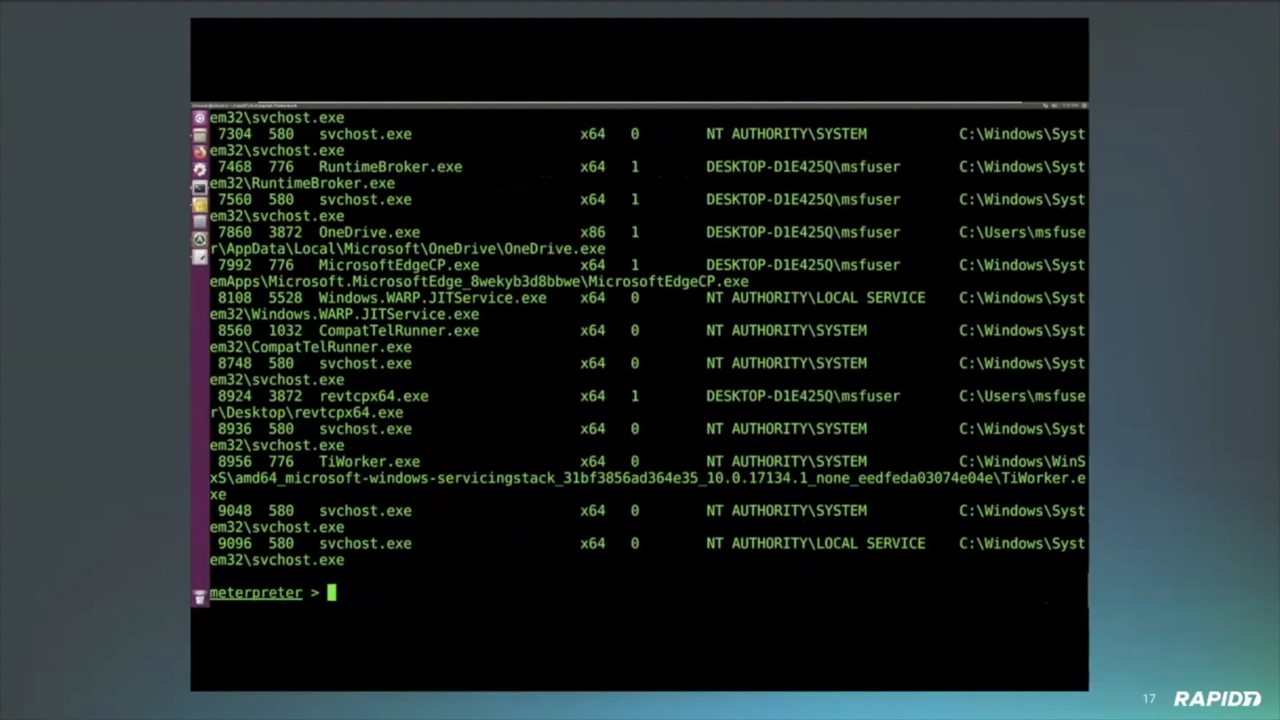 em32\svchost.exe
7304 580 svchost.exe x64 0 NT AUTHORITY\SYSTEM C:\Windows\Syst
em32\svchost.exe
7468 776 RuntimeBroker.exe x64 1 DESKTOP-D1E425Q\msfuser C:\Windows\Syst
em32\RuntimeBroker.exe
7560 580 svchost.exe x64 1 DESKTOP-D1E425Q\msfuser C:\Windows\Syst
em32\svchost.exe
7860 3872 OneDrive.exe x86 1 DESKTOP-D1E425Q\msfuser C:\Users\msfuse
r\AppData\Local\Microsoft\OneDrive\OneDrive.exe
7992 776 MicrosoftEdgeCP.exe x64 1 DESKTOP-D1E425Q\msfuser C:\Windows\Syst
emApps\Microsoft.MicrosoftEdge_8wekyb3d8bbwe\MicrosoftEdgeCP.exe
8108 5528 Windows.WARP.JITService.exe x64 0 NT AUTHORITY\LOCAL SERVICE C:\Windows\Syst
em32\Windows.WARP.JITService.exe
8560 1032 CompatTelRunner.exe x64 0 NT AUTHORITY\SYSTEM C:\Windows\Syst
em32\CompatTelRunner.exe
8748 580 svchost.exe x64 0 NT AUTHORITY\SYSTEM C:\Windows\Syst
em32\svchost.exe
8924 3872 revtcpx64.exe x64 1 DESKTOP-D1E425Q\msfuser C:\Users\msfuse
r\Desktop\revtcpx64.exe
8936 580 svchost.exe x64 0 NT AUTHORITY\SYSTEM C:\Windows\Syst
em32\svchost.exe
8956 776 TiWorker.exe x64 0 NT AUTHORITY\SYSTEM C:\Windows\WinS
xS\amd64_microsoft-windows-servicingstack_31bf3856ad364e35_10.0.17134.1_none_eedfeda03074e04e\TiWorker.e
xe
9048 580 svchost.exe x64 0 NT AUTHORITY\SYSTEM C:\Windows\Syst
em32\svchost.exe
9096 580 svchost.exe x64 0 NT AUTHORITY\LOCAL SERVICE C:\Windows\Syst
em32\svchost.exe
meterpreter >
17 RAPID7